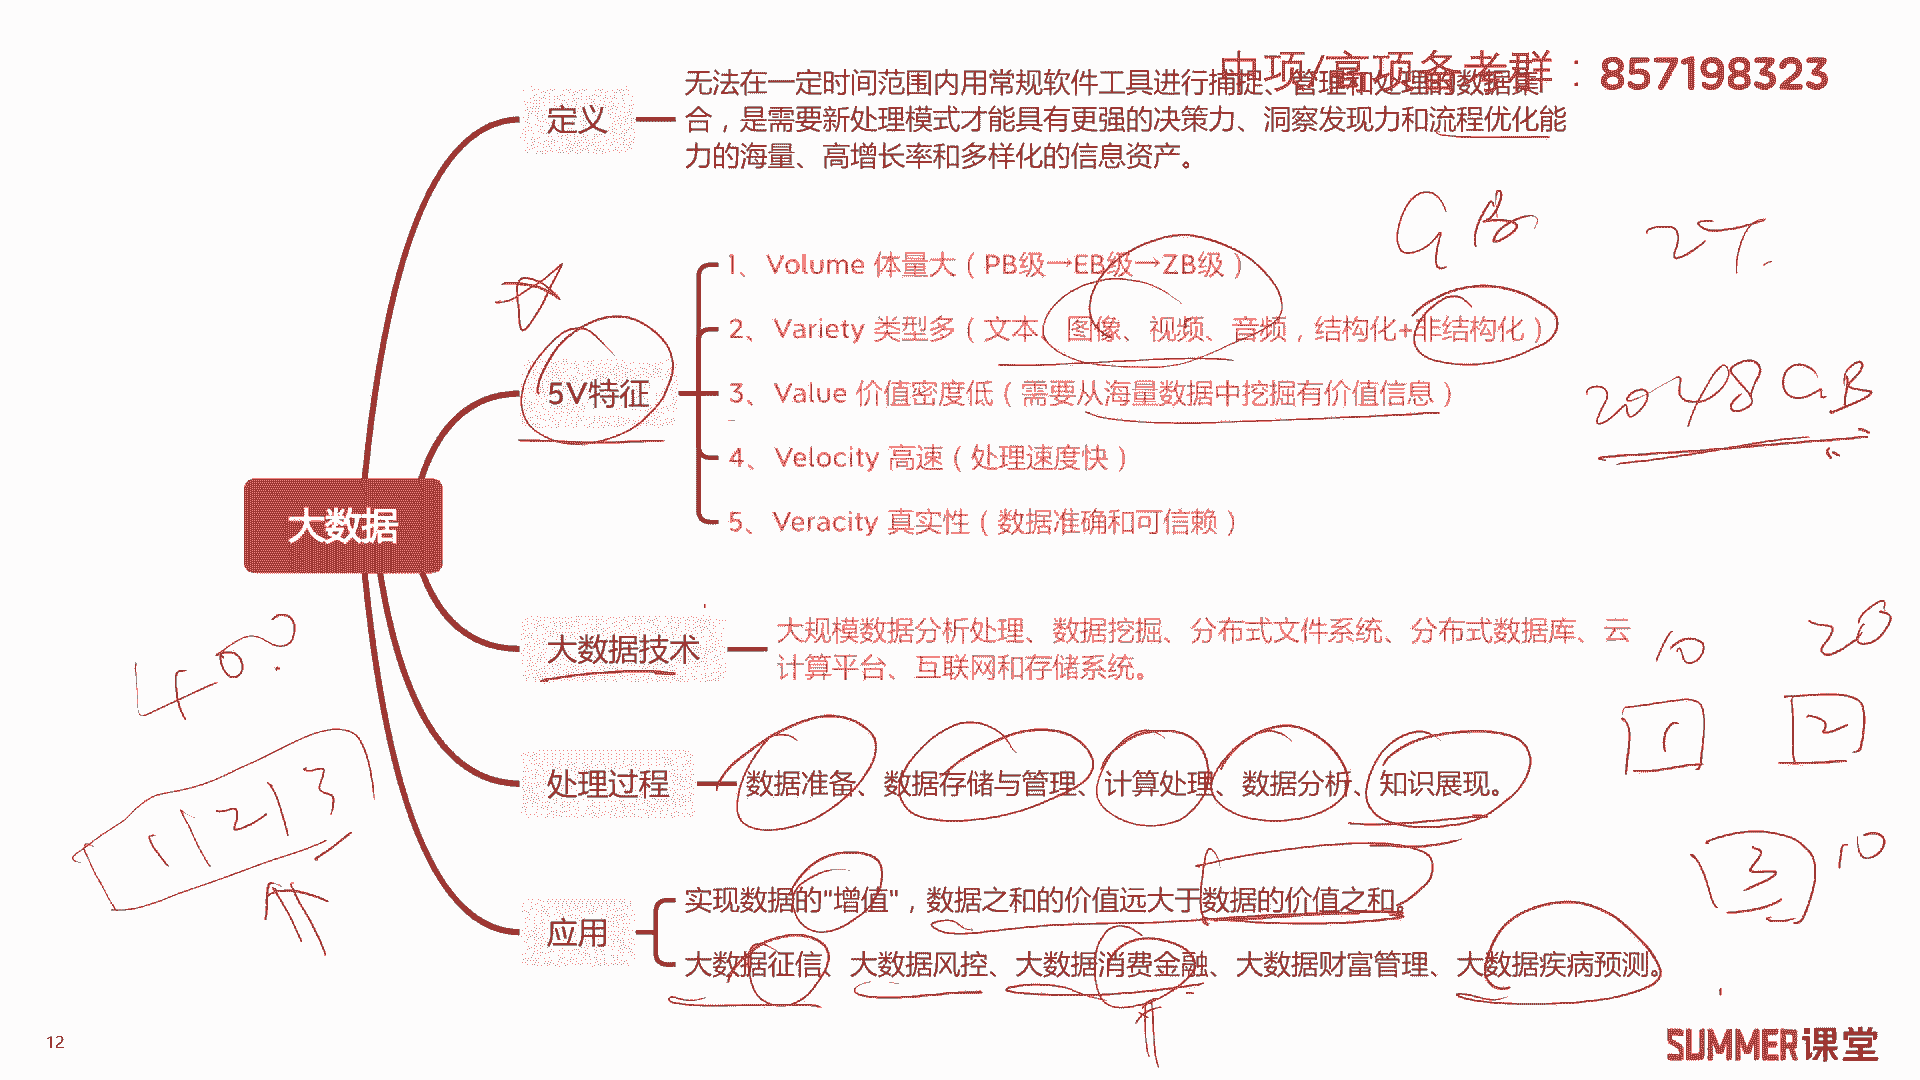 中项/高项备考群：857198323
定义
无法在一定时间范围内用常规软件工具进行捕捉、管理和处理的数据集
合，是需要新处理模式才能具有更强的决策力、洞察发现力和流程优化能
力的海量、高增长率和多样化的信息资产。
GB
2T.
1、Volume 体量大（PB级→EB级→ZB级）
2、Variety 类型多（文本、图像、视频、音频，结构化+非结构化）
5V特征
3、Value 价值密度低（需要从海量数据中挖掘有价值信息）
2048GB
4、Velocity 高速（处理速度快）
5、Veracity 真实性（数据准确和可信赖）
大数据
大数据技术
大规模数据分析处理、数据挖掘、分布式文件系统、分布式数据库、云
计算平台、互联网和存储系统。
10
20
1
2
处理过程
数据准备、数据存储与管理、计算处理、数据分析、知识展现。
3
10
应用
实现数据的"增值"，数据之和的价值远大于数据的价值之和。
大数据征信、大数据风控、大数据消费金融、大数据财富管理、大数据疾病预测。
12
SUMMER课堂